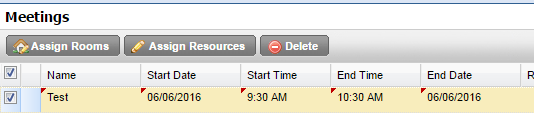 Meetings
Assign Rooms Assign Resources Delete
Name Start Date Start Time End Time End Date R
Test 06/06/2016 9:30 AM 10:30 AM 06/06/2016